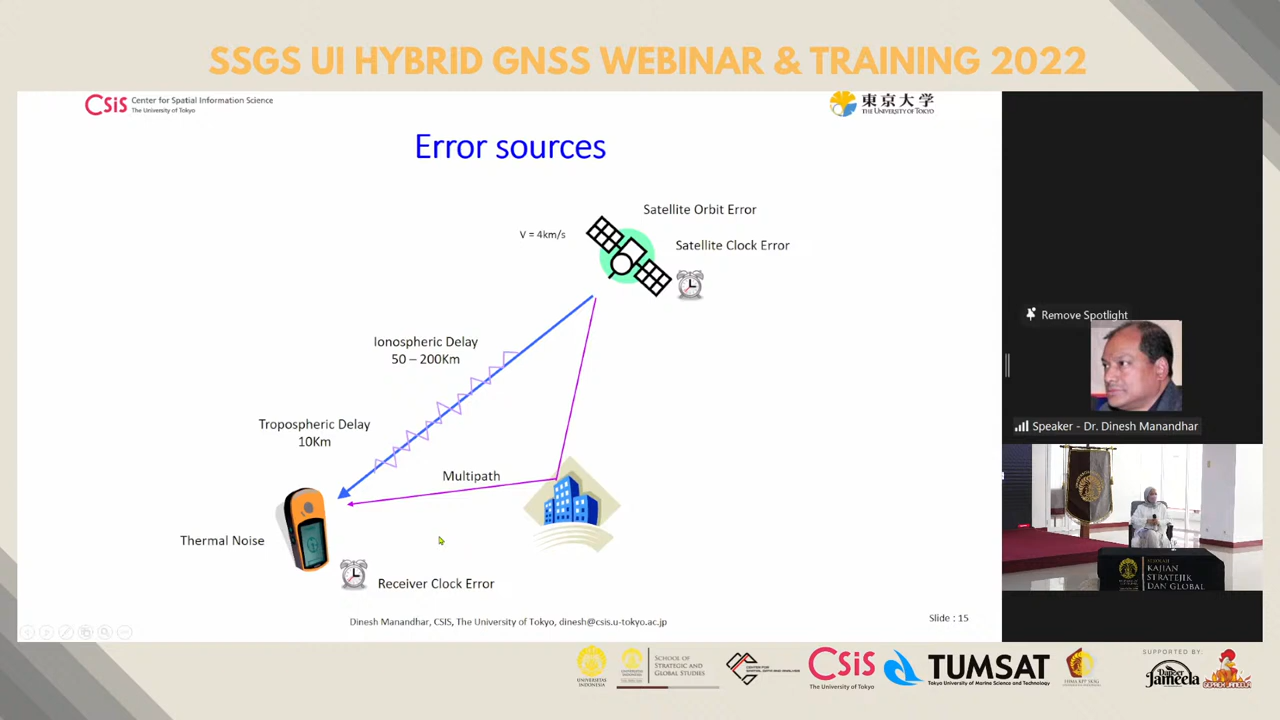 SSGS UI HYBRID GNSS WEBINAR & TRAINING 2022
CSiS Center for Spatial Information Science
The University of Tokyo
東京大学
THE UNIVERSITY OF TOKYO
Error sources
Satellite Orbit Error
V = 4km/s
Satellite Clock Error
Ionospheric Delay
50 – 200Km
Tropospheric Delay
10Km
Multipath
Thermal Noise
Receiver Clock Error
Dinesh Manandhar, CSIS, The University of Tokyo, dinesh@csis.u-tokyo.ac.jp
Slide : 15
Remove Spotlight
Speaker - Dr. Dinesh Manandhar
KAJIAN
STRATEJIK
DAN GLOBAL
UNIVERSITAS
INDONESIA
SCHOOL OF
STRATEGIC AND
GLOBAL STUDIES
CSiS
The University of Tokyo
TUMSAT
Tokyo University of Marine Science and Technology
SUPPORTED BY:
Dapoer
Jameela